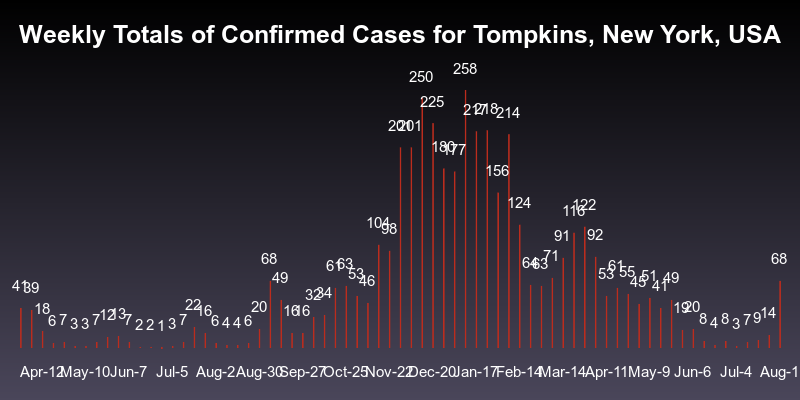 Weekly Totals of Confirmed Cases for Tompkins, New York, USA
41 39 18 6 7 3 3 7 12 13 7 2 2 1 3 7 22 16 6 4 4 6 20 68 49 16 16 32 34 61 63 53 46 104 98 201 201 250 225 180 177 258 217 218 156 214 124 64 63 71 91 116 122 92 53 61 55 45 51 41 49 19 20 8 4 8 3 7 9 14 68
Apr-12 May-10 Jun-7 Jul-5 Aug-2 Aug-30 Sep-27 Oct-25 Nov-22 Dec-20 Jan-17 Feb-14 Mar-14 Apr-11 May-9 Jun-6 Jul-4 Aug-1